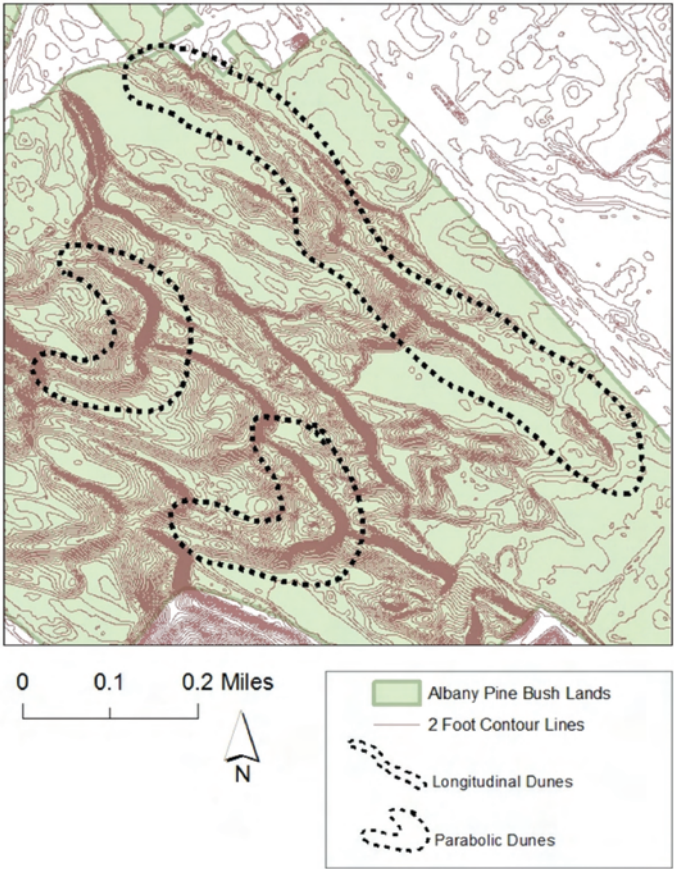 0 0.1 0.2 Miles
N
Albany Pine Bush Lands
2 Foot Contour Lines
Longitudinal Dunes
Parabolic Dunes